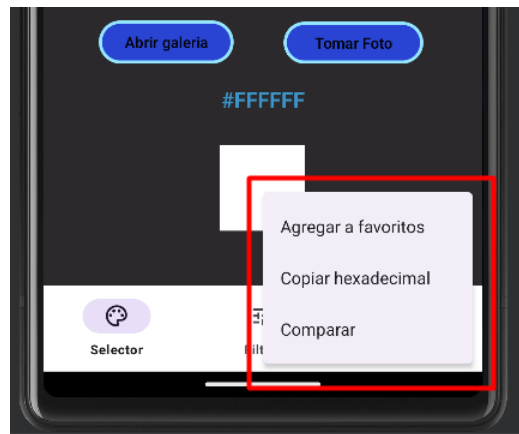 Abrir galeria
Tomar Foto
#FFFFFF
Agregar a favoritos
Copiar hexadecimal
Comparar
Selector